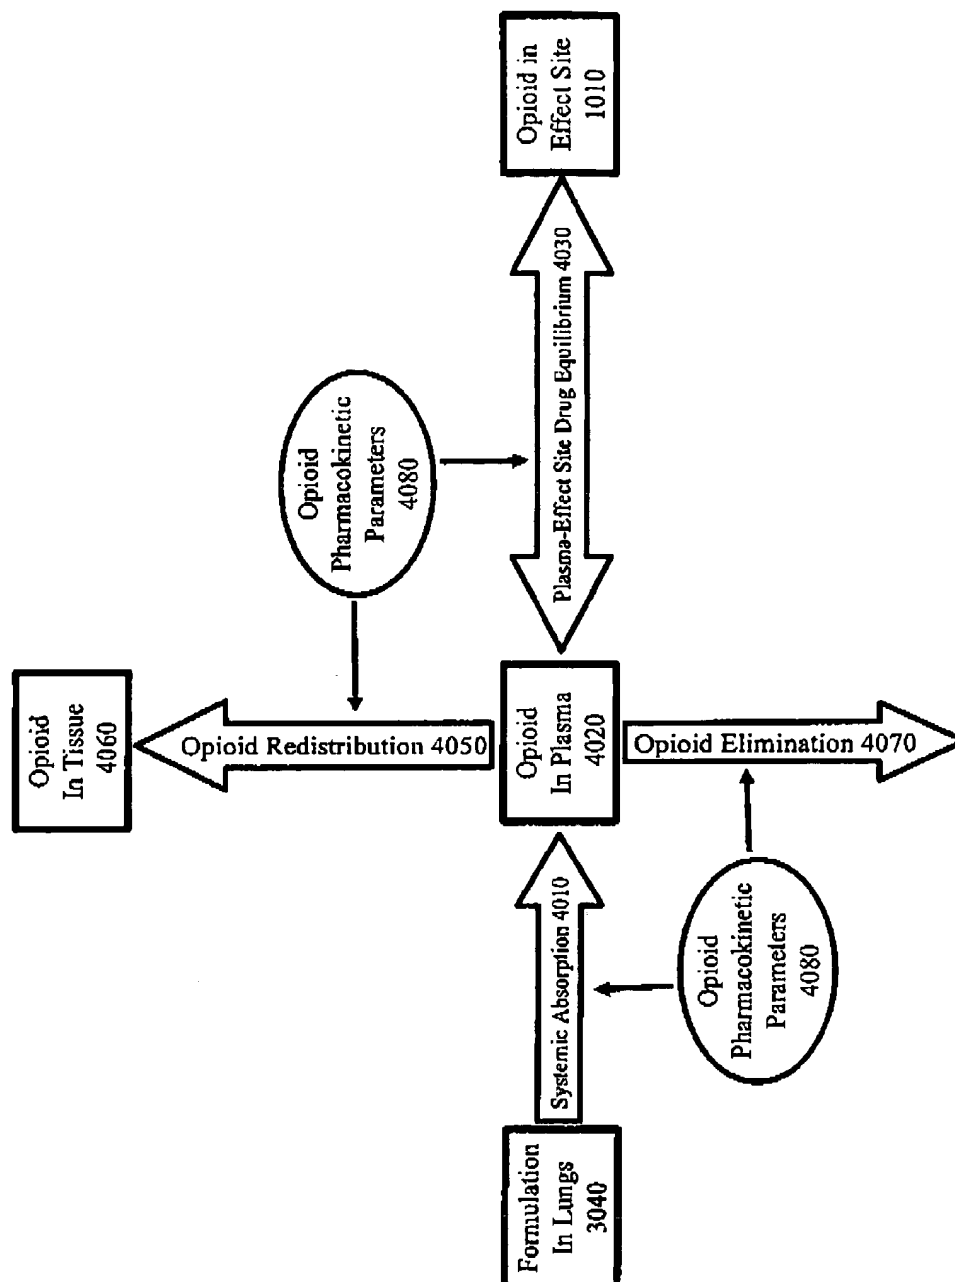 Opioid in
Effect Site
1010
Plasma-Effect Site Drug Equilibrium 4030
Opioid
Pharmacokinetic
Parameters
4080
Opioid
In Tissue
4060
Opioid Redistribution 4050
Opioid
In Plasma
4020
Opioid Elimination 4070
Systemic Absorption 4010
Opioid
Pharmacokinetic
Parameters
4080
Formulation
In Lungs
3040